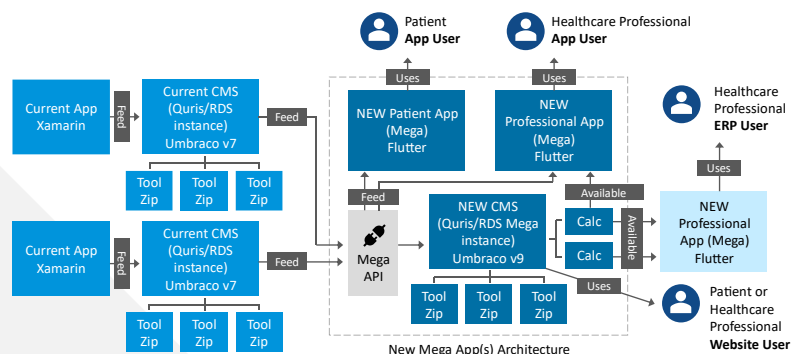 Patient
App User
Healthcare Professional
App User
Uses
Uses
Current App
Xamarin
Feed
Current CMS
(Quris/RDS
instance)
Umbraco v7
Feed
Tool
Zip
Tool
Zip
Tool
Zip
NEW Patient App
(Mega)
Flutter
NEW
Professional App
(Mega)
Flutter
Healthcare
Professional
ERP User
Uses
Feed
Available
Current App
Xamarin
Feed
Current CMS
(Quris/RDS
instance)
Umbraco v7
Feed
Tool
Zip
Tool
Zip
Tool
Zip
Mega
API
NEW CMS
(Quris/RDS Mega
instance)
Umbraco v9
Tool
Zip
Tool
Zip
Tool
Zip
Calc
Calc
Available
NEW
Professional
App (Mega)
Flutter
Uses
Patient or
Healthcare
Professional
Website User
New Mega App(s) Architecture